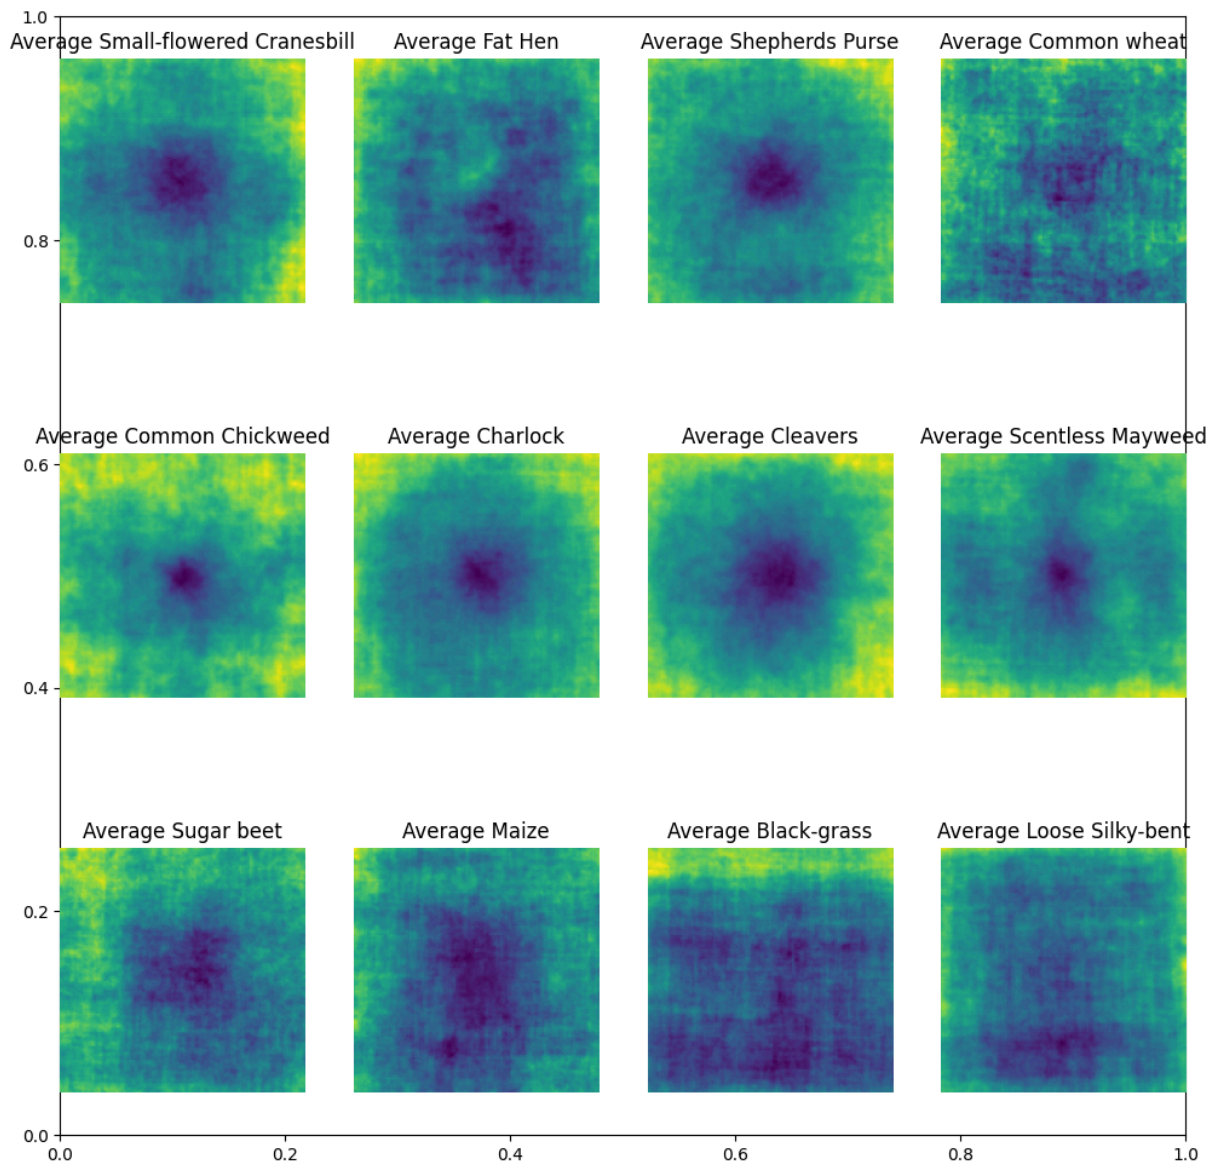 1.0
Average Small-flowered Cranesbill
Average Fat Hen
Average Shepherds Purse
Average Common wheat
0.8
Average Common Chickweed
Average Charlock
Average Cleavers
Average Scentless Mayweed
0.6
0.4
Average Sugar beet
Average Maize
Average Black-grass
Average Loose Silky-bent
0.2
0.0
0.0 0.2 0.4 0.6 0.8 1.0